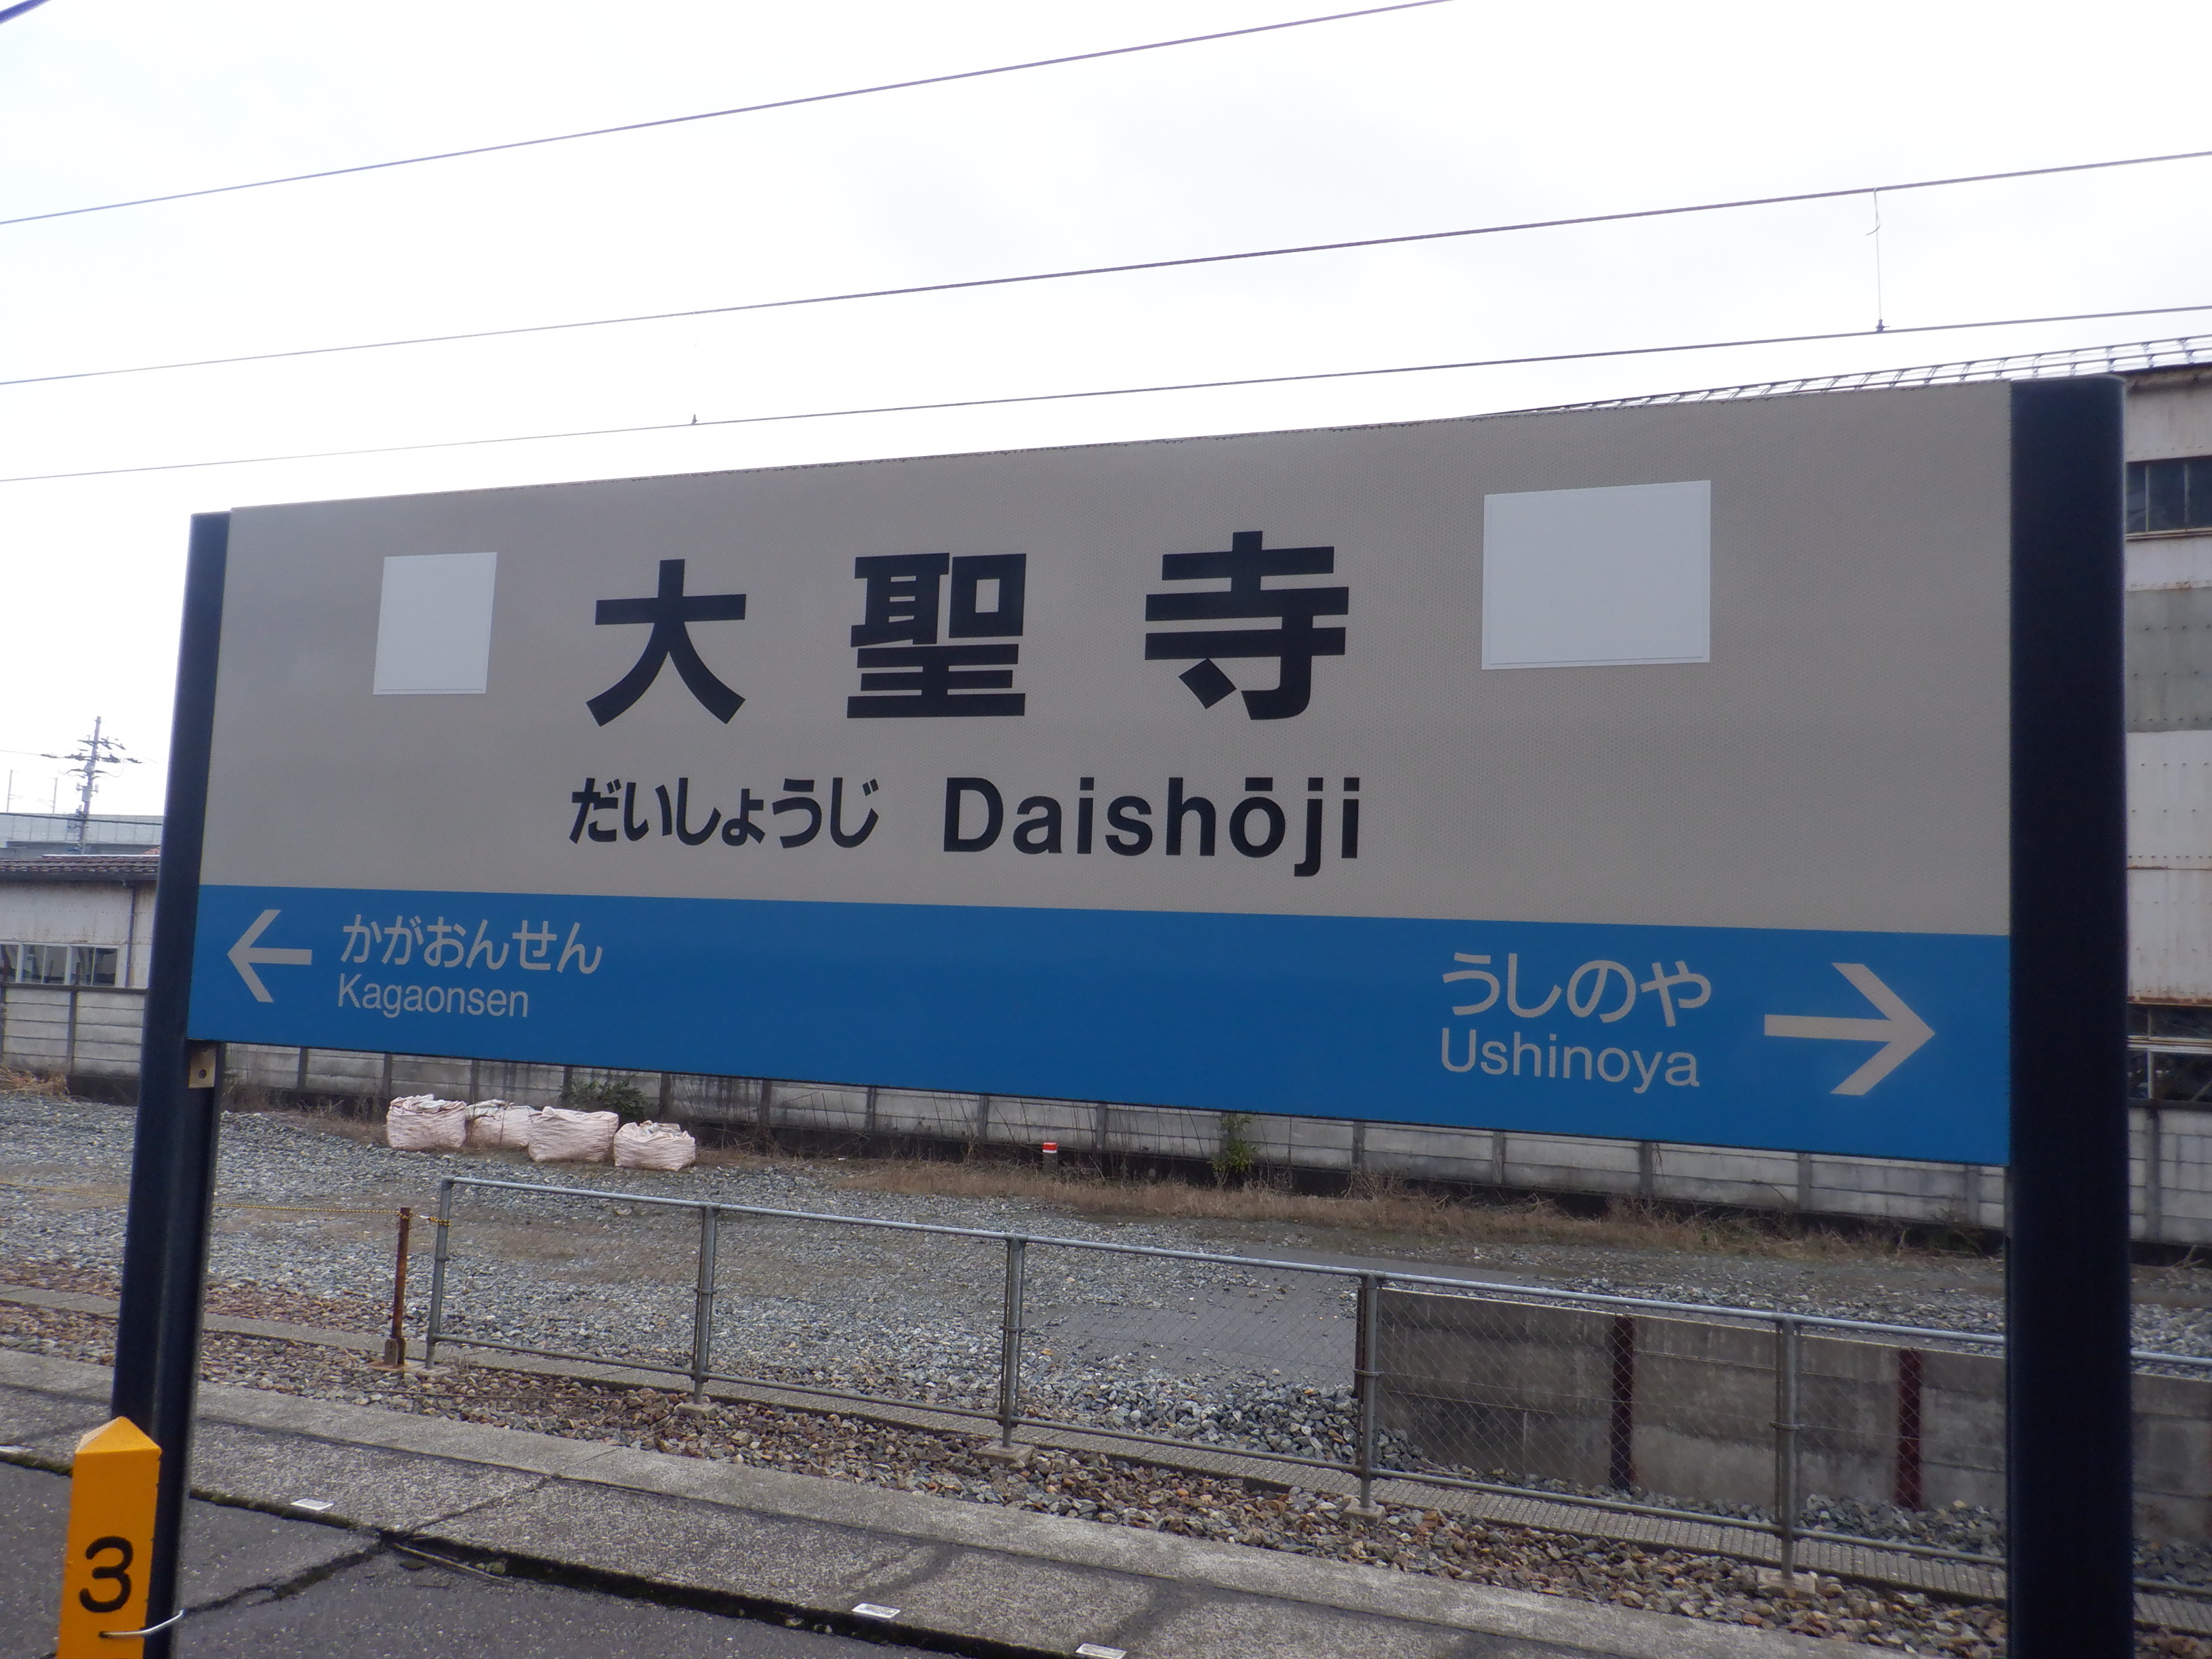 大聖寺
だいしょうじ Daishōji
かがおんせん
Kagaonsen
うしのや
Ushinoya
3